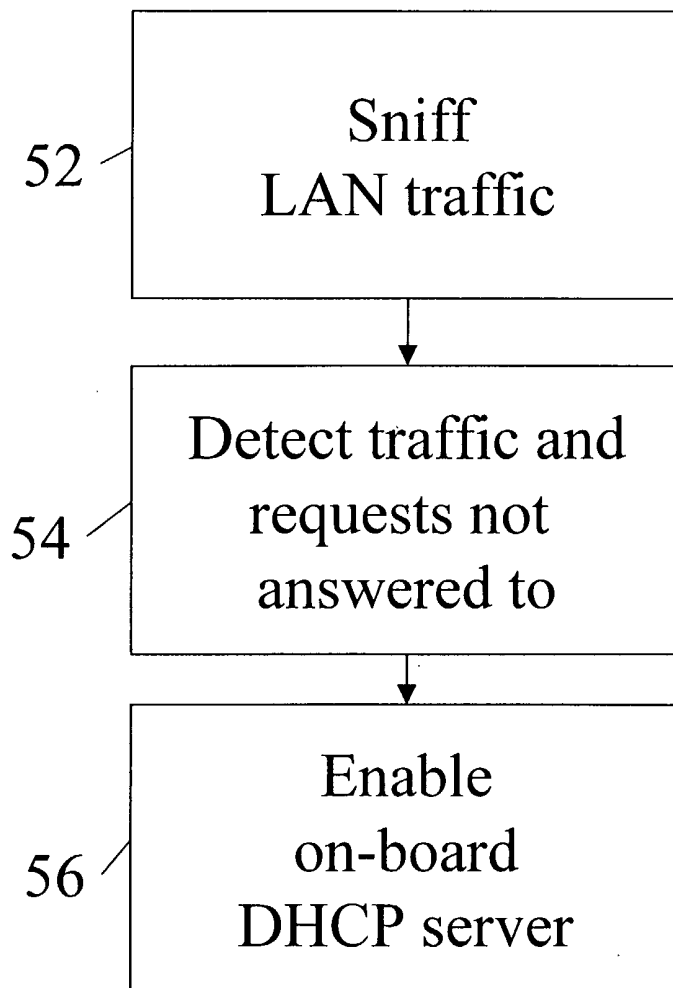 Sniff
LAN traffic
52
Detect traffic and
requests not
answered to
54
Enable
on-board
DHCP server
56